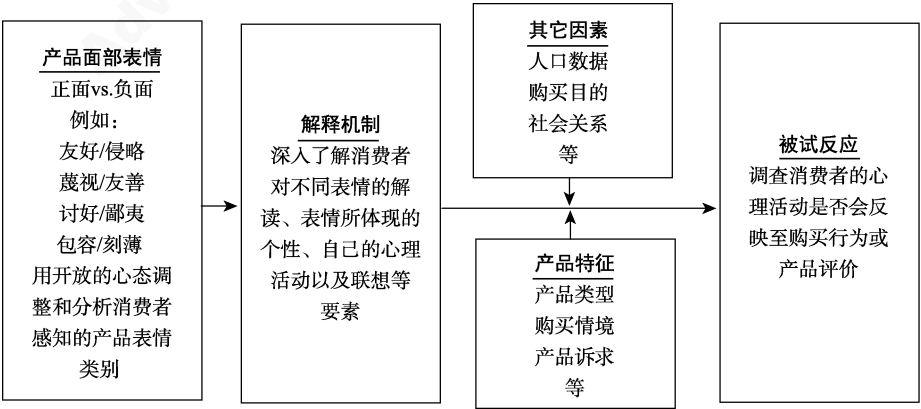 产品面部表情
正面vs.负面
例如：
友好/侵略
蔑视/友善
讨好/鄙夷
包容/刻薄
用开放的心态调
整和分析消费者
感知的产品表情
类别
解释机制
深入了解消费者
对不同表情的解
读、表情所体现的
个性、自己的心理
活动以及联想等
要素
其它因素
人口数据
购买目的
社会关系
等
产品特征
产品类型
购买情境
产品诉求
等
被试反应
调查消费者的心
理活动是否会反
映至购买行为或
产品评价